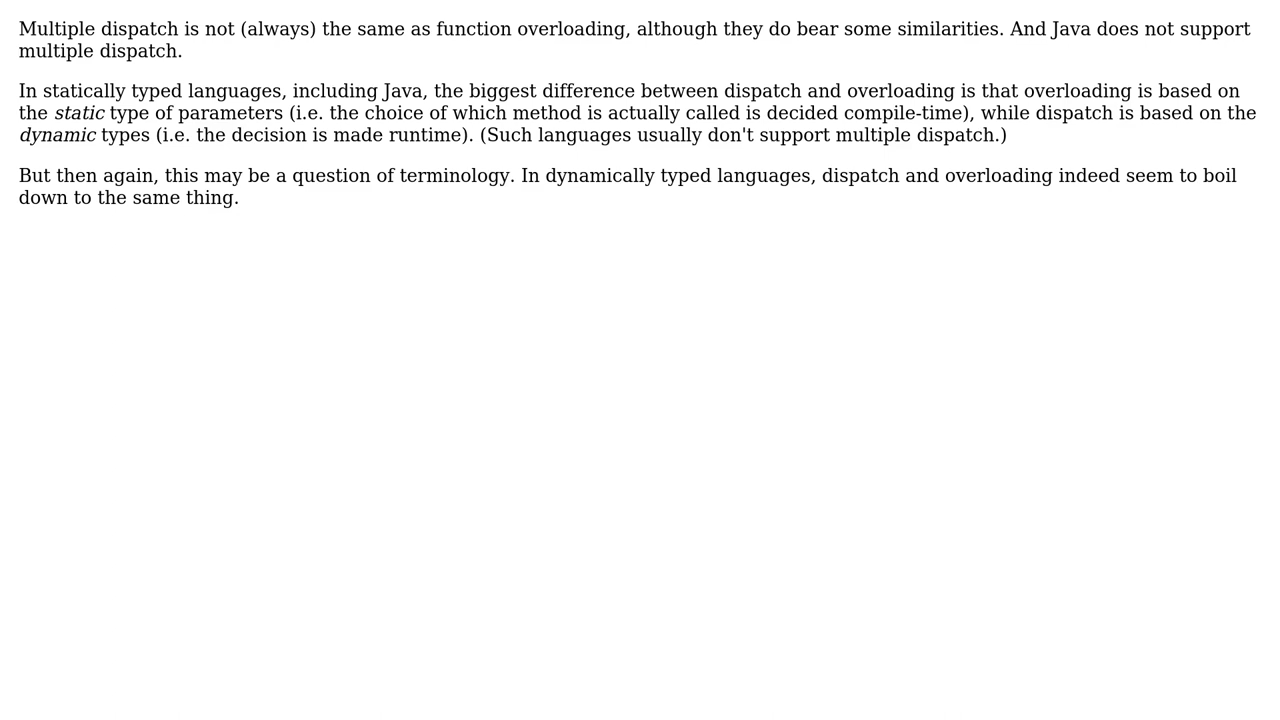 Multiple dispatch is not (always) the same as function overloading, although they do bear some similarities. And Java does not support
multiple dispatch.
In statically typed languages, including Java, the biggest difference between dispatch and overloading is that overloading is based on
the static type of parameters (i.e. the choice of which method is actually called is decided compile-time), while dispatch is based on the
dynamic types (i.e. the decision is made runtime). (Such languages usually don't support multiple dispatch.)
But then again, this may be a question of terminology. In dynamically typed languages, dispatch and overloading indeed seem to boil
down to the same thing.